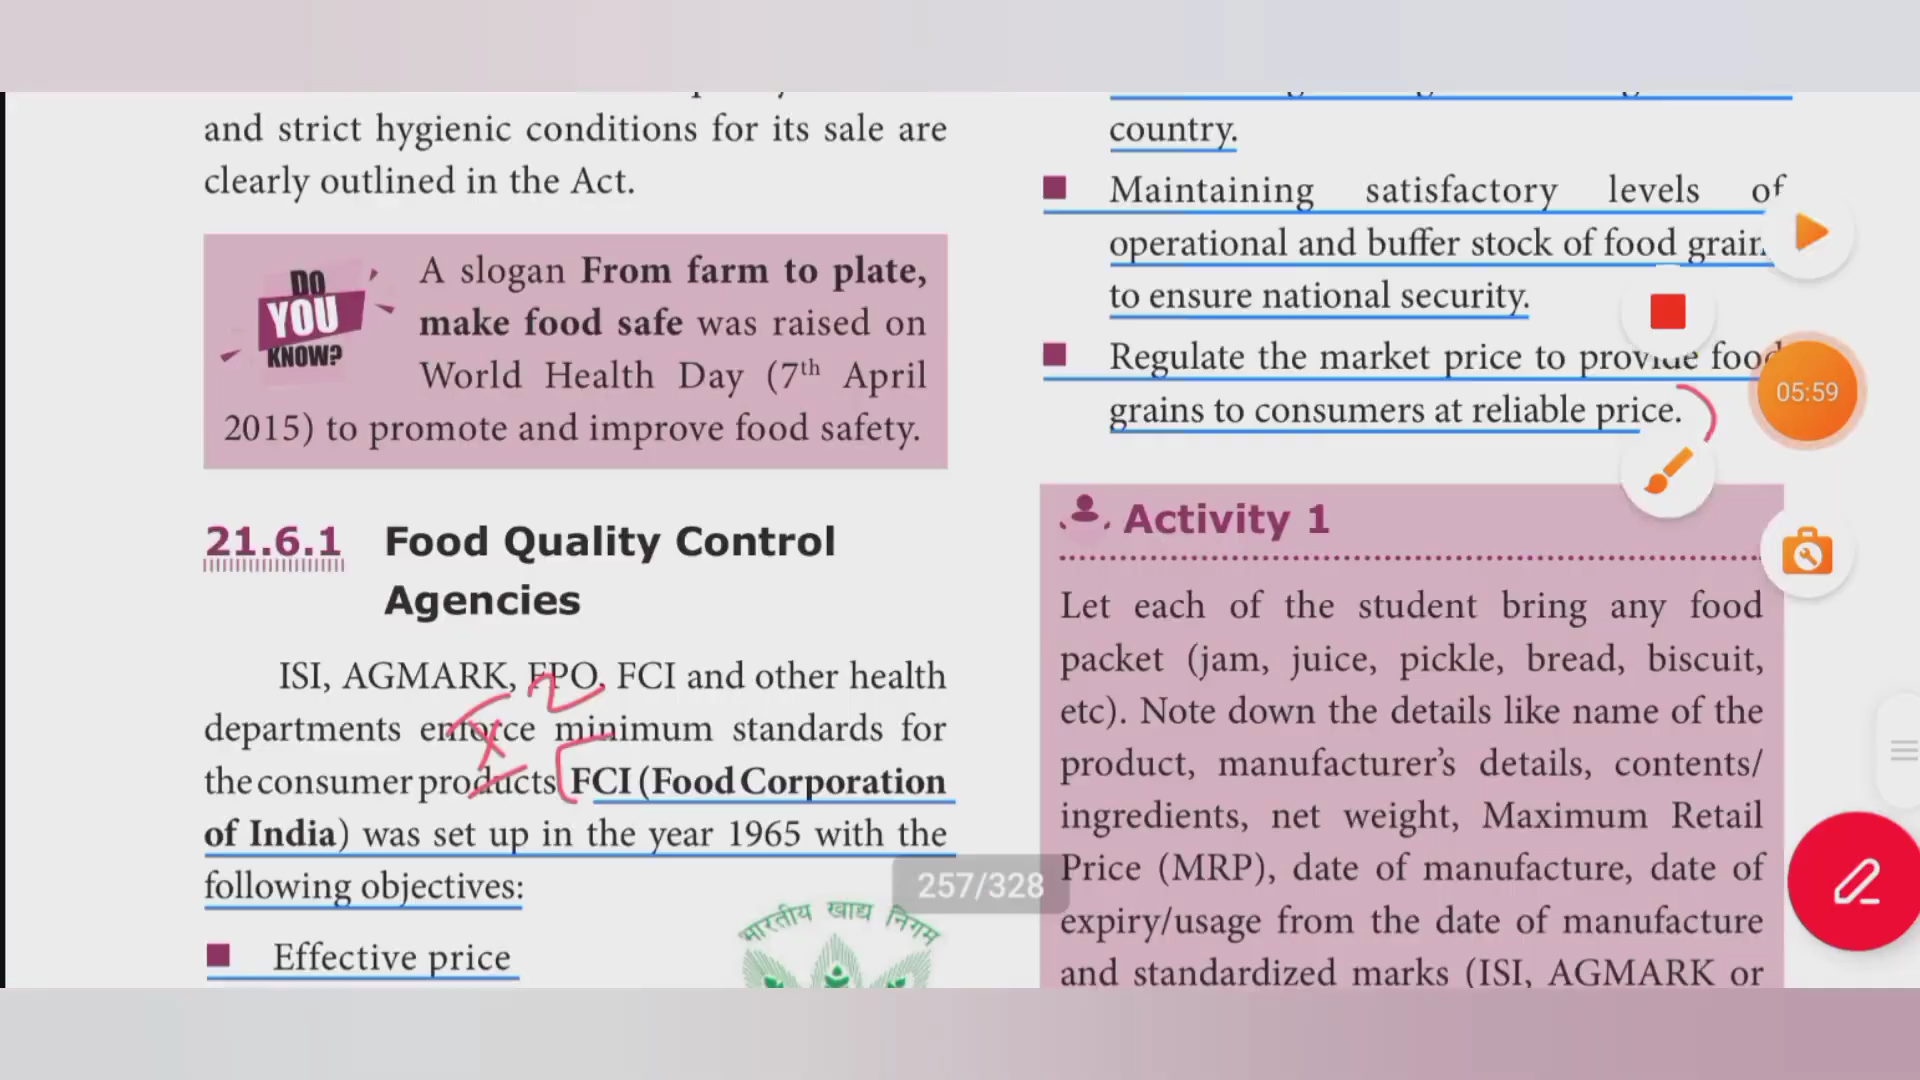 and strict hygienic conditions for its sale are
clearly outlined in the Act.
DO
YOU
KNOW?
A slogan From farm to plate,
make food safe was raised on
World Health Day (7th April
2015) to promote and improve food safety.
21.6.1 Food Quality Control
Agencies
ISI, AGMARK, FPO, FCI and other health
departments enforce minimum standards for
the consumer products. FCI (Food Corporation
of India) was set up in the year 1965 with the
following objectives:
Effective price
भारतीय खाद्य निगम
257/328
country.
Maintaining satisfactory levels of
operational and buffer stock of food grain
to ensure national security.
Regulate the market price to provide food
grains to consumers at reliable price.
05:59
Activity 1
Let each of the student bring any food
packet (jam, juice, pickle, bread, biscuit,
etc). Note down the details like name of the
product, manufacturer’s details, contents/
ingredients, net weight, Maximum Retail
Price (MRP), date of manufacture, date of
expiry/usage from the date of manufacture
and standardized marks (ISI, AGMARK or